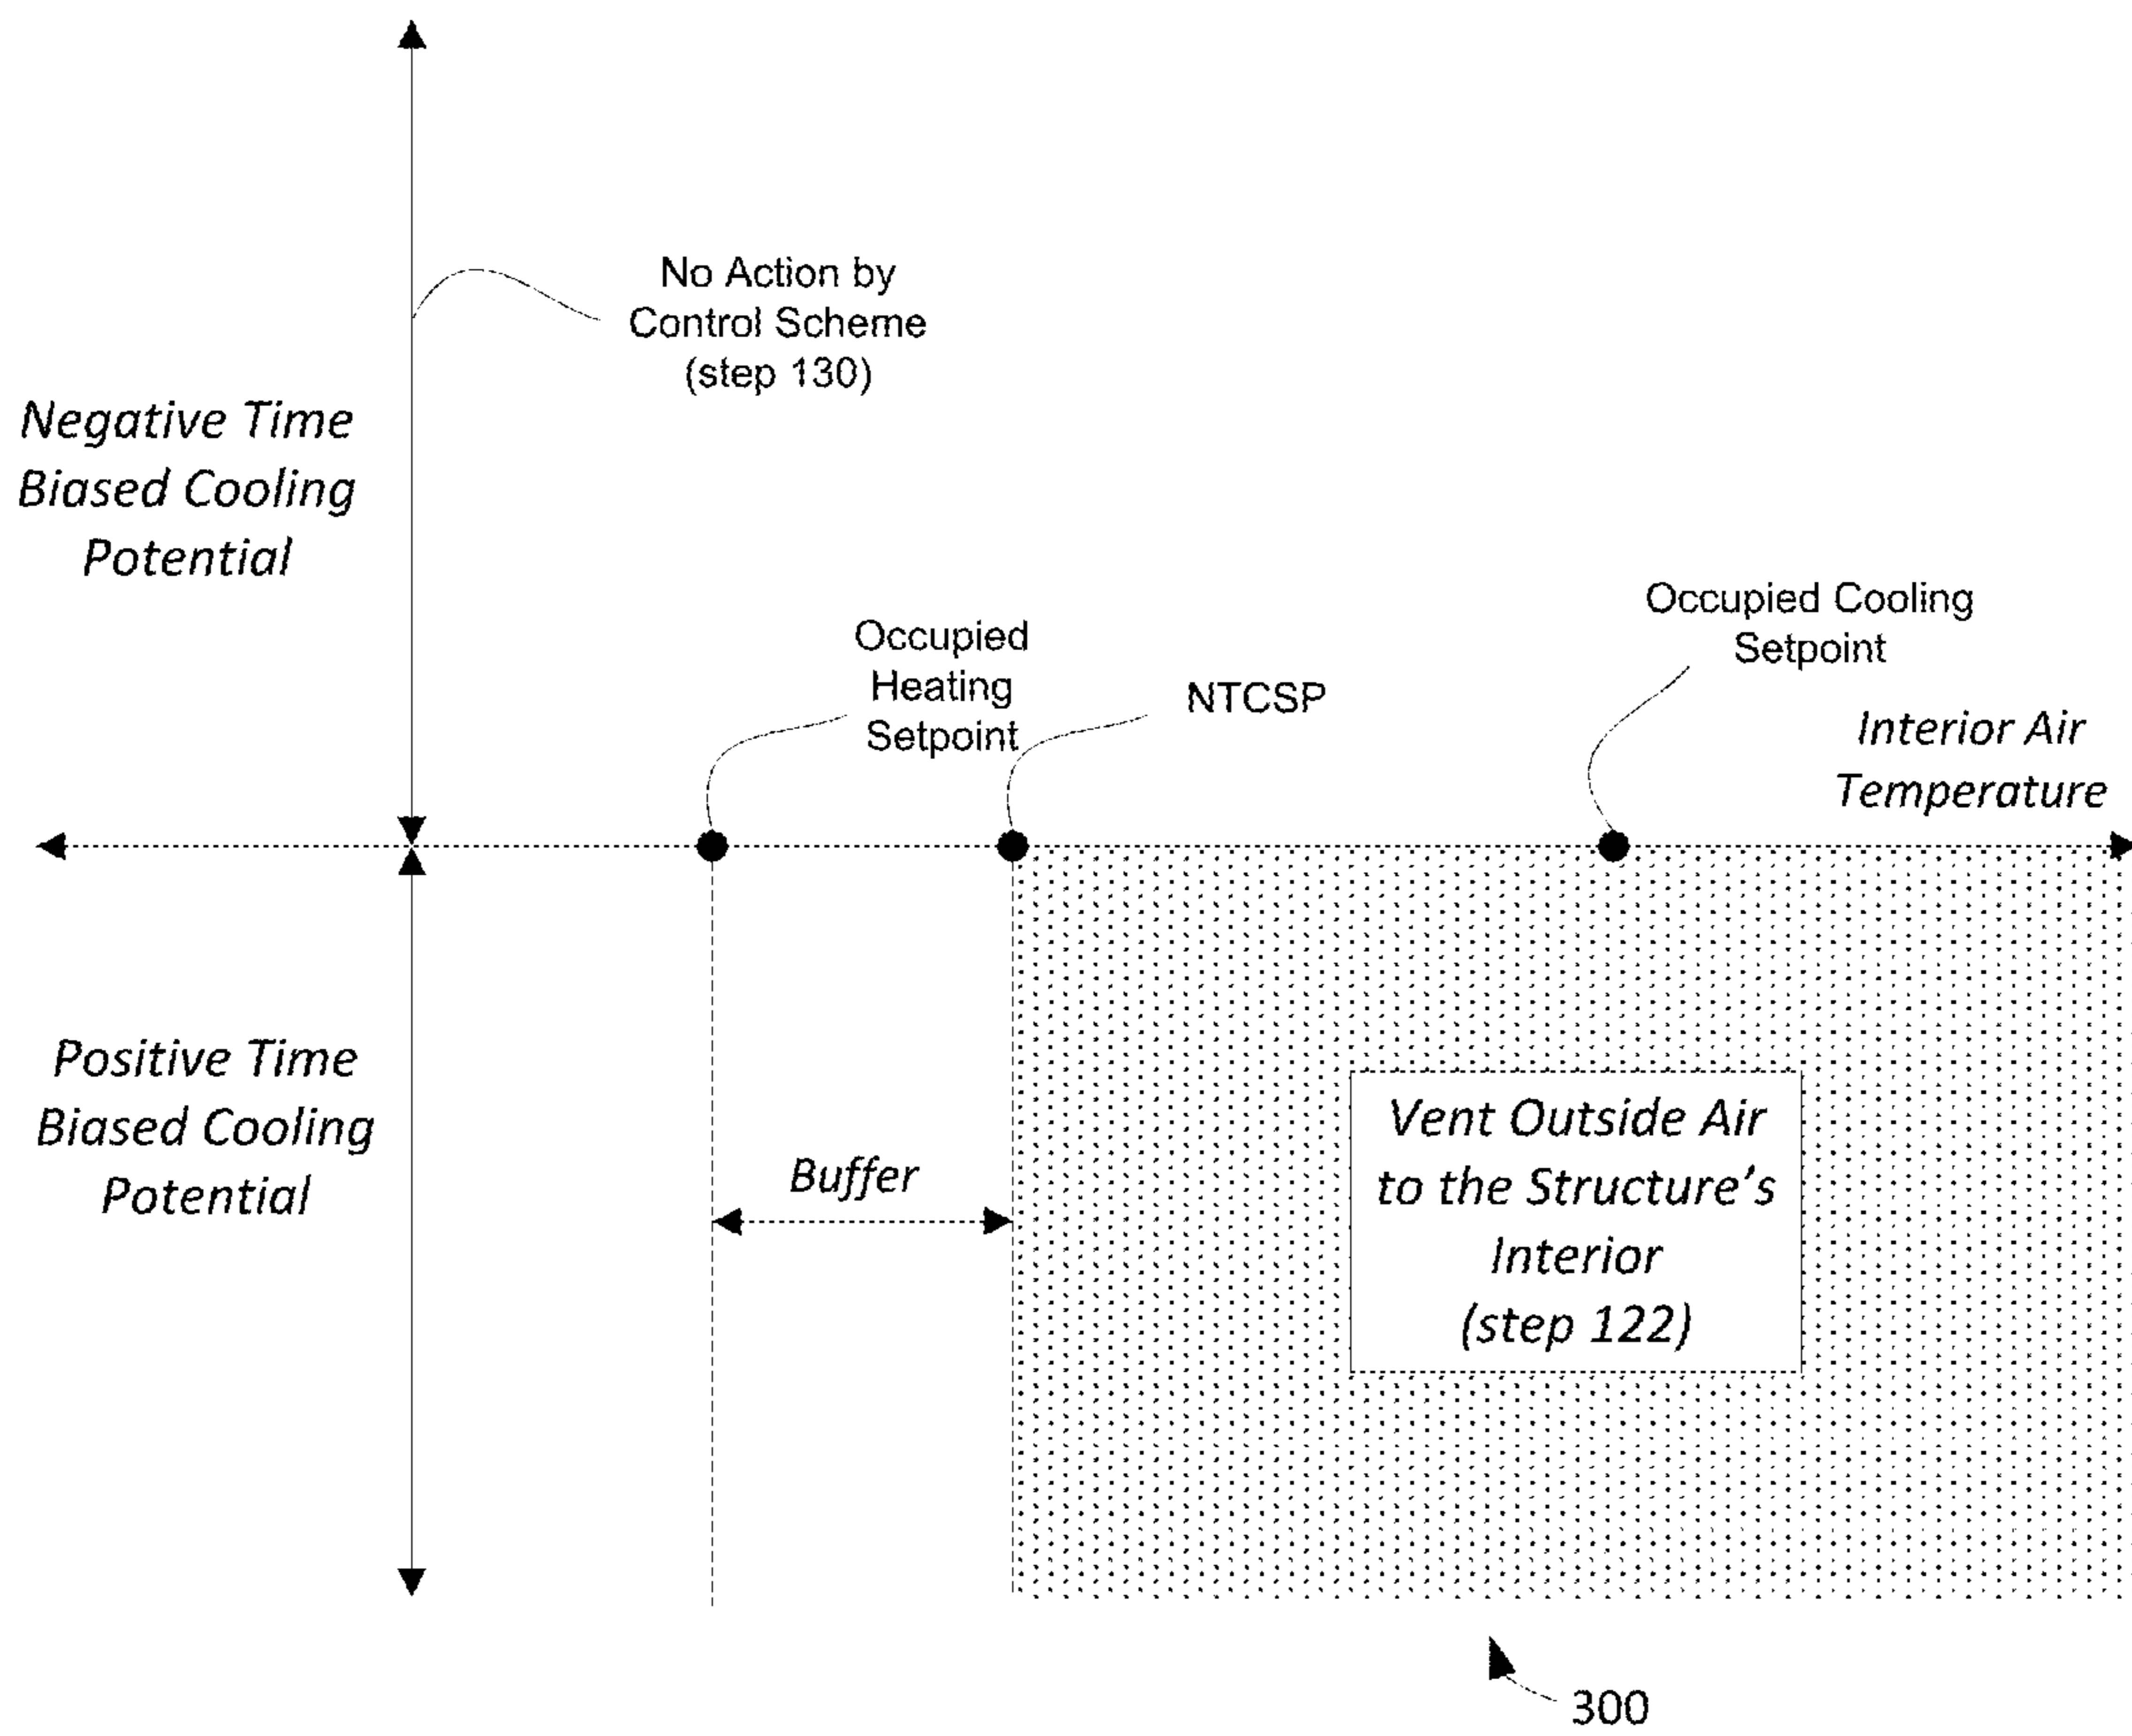 No Action by
Control Scheme
(step 130)
Negative Time
Biased Cooling
Potential
Occupied
Heating
Setpoint
NTCSP
Occupied Cooling
Setpoint
Interior Air
Temperature
Positive Time
Biased Cooling
Potential
Buffer
Vent Outside Air
to the Structure's
Interior
(step 122)
300